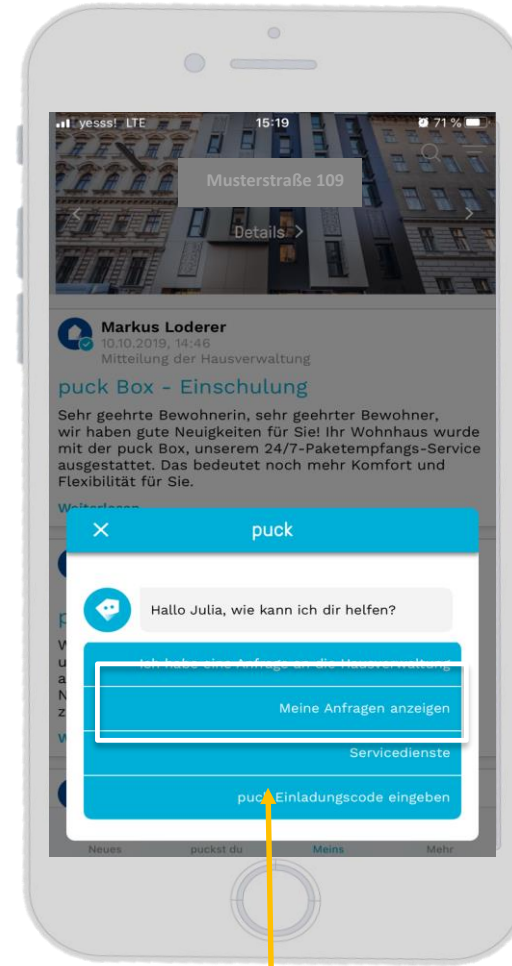 yesss! LTE 15:19 71 %
Musterstraße 109
Details >
Markus Loderer
10.10.2019, 14:46
Mitteilung der Hausverwaltung
puck Box - Einschulung
Sehr geehrte Bewohnerin, sehr geehrter Bewohner,
wir haben gute Neuigkeiten für Sie! Ihr Wohnhaus wurde
mit der puck Box, unserem 24/7-Paketempfangs-Service
ausgestattet. Das bedeutet noch mehr Komfort und
Flexibilität für Sie.
Weiterlesen
puck
Hallo Julia, wie kann ich dir helfen?
Ich habe eine Anfrage an die Hausverwaltung
Meine Anfragen anzeigen
Servicedienste
puck Einladungscode eingeben
Neues puckst du Meins Mehr